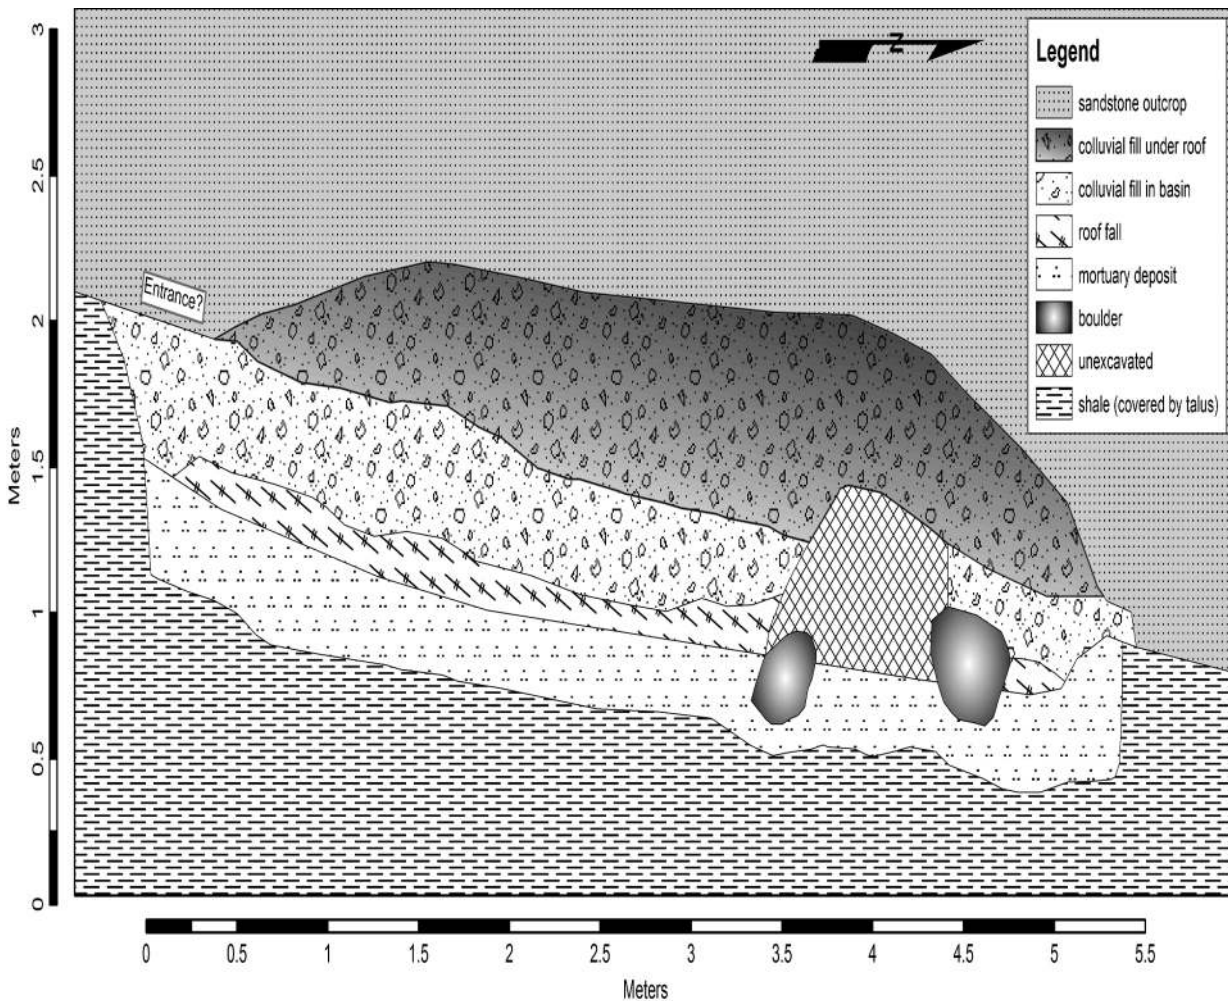 3
2.5
2
1.5
1
0.5
0
Meters
Z
Entrance?
Legend
sandstone outcrop
colluvial fill under roof
colluvial fill in basin
roof fall
mortuary deposit
boulder
unexcavated
shale (covered by talus)
0 0.5 1 1.5 2 2.5 3 3.5 4 4.5 5 5.5
Meters